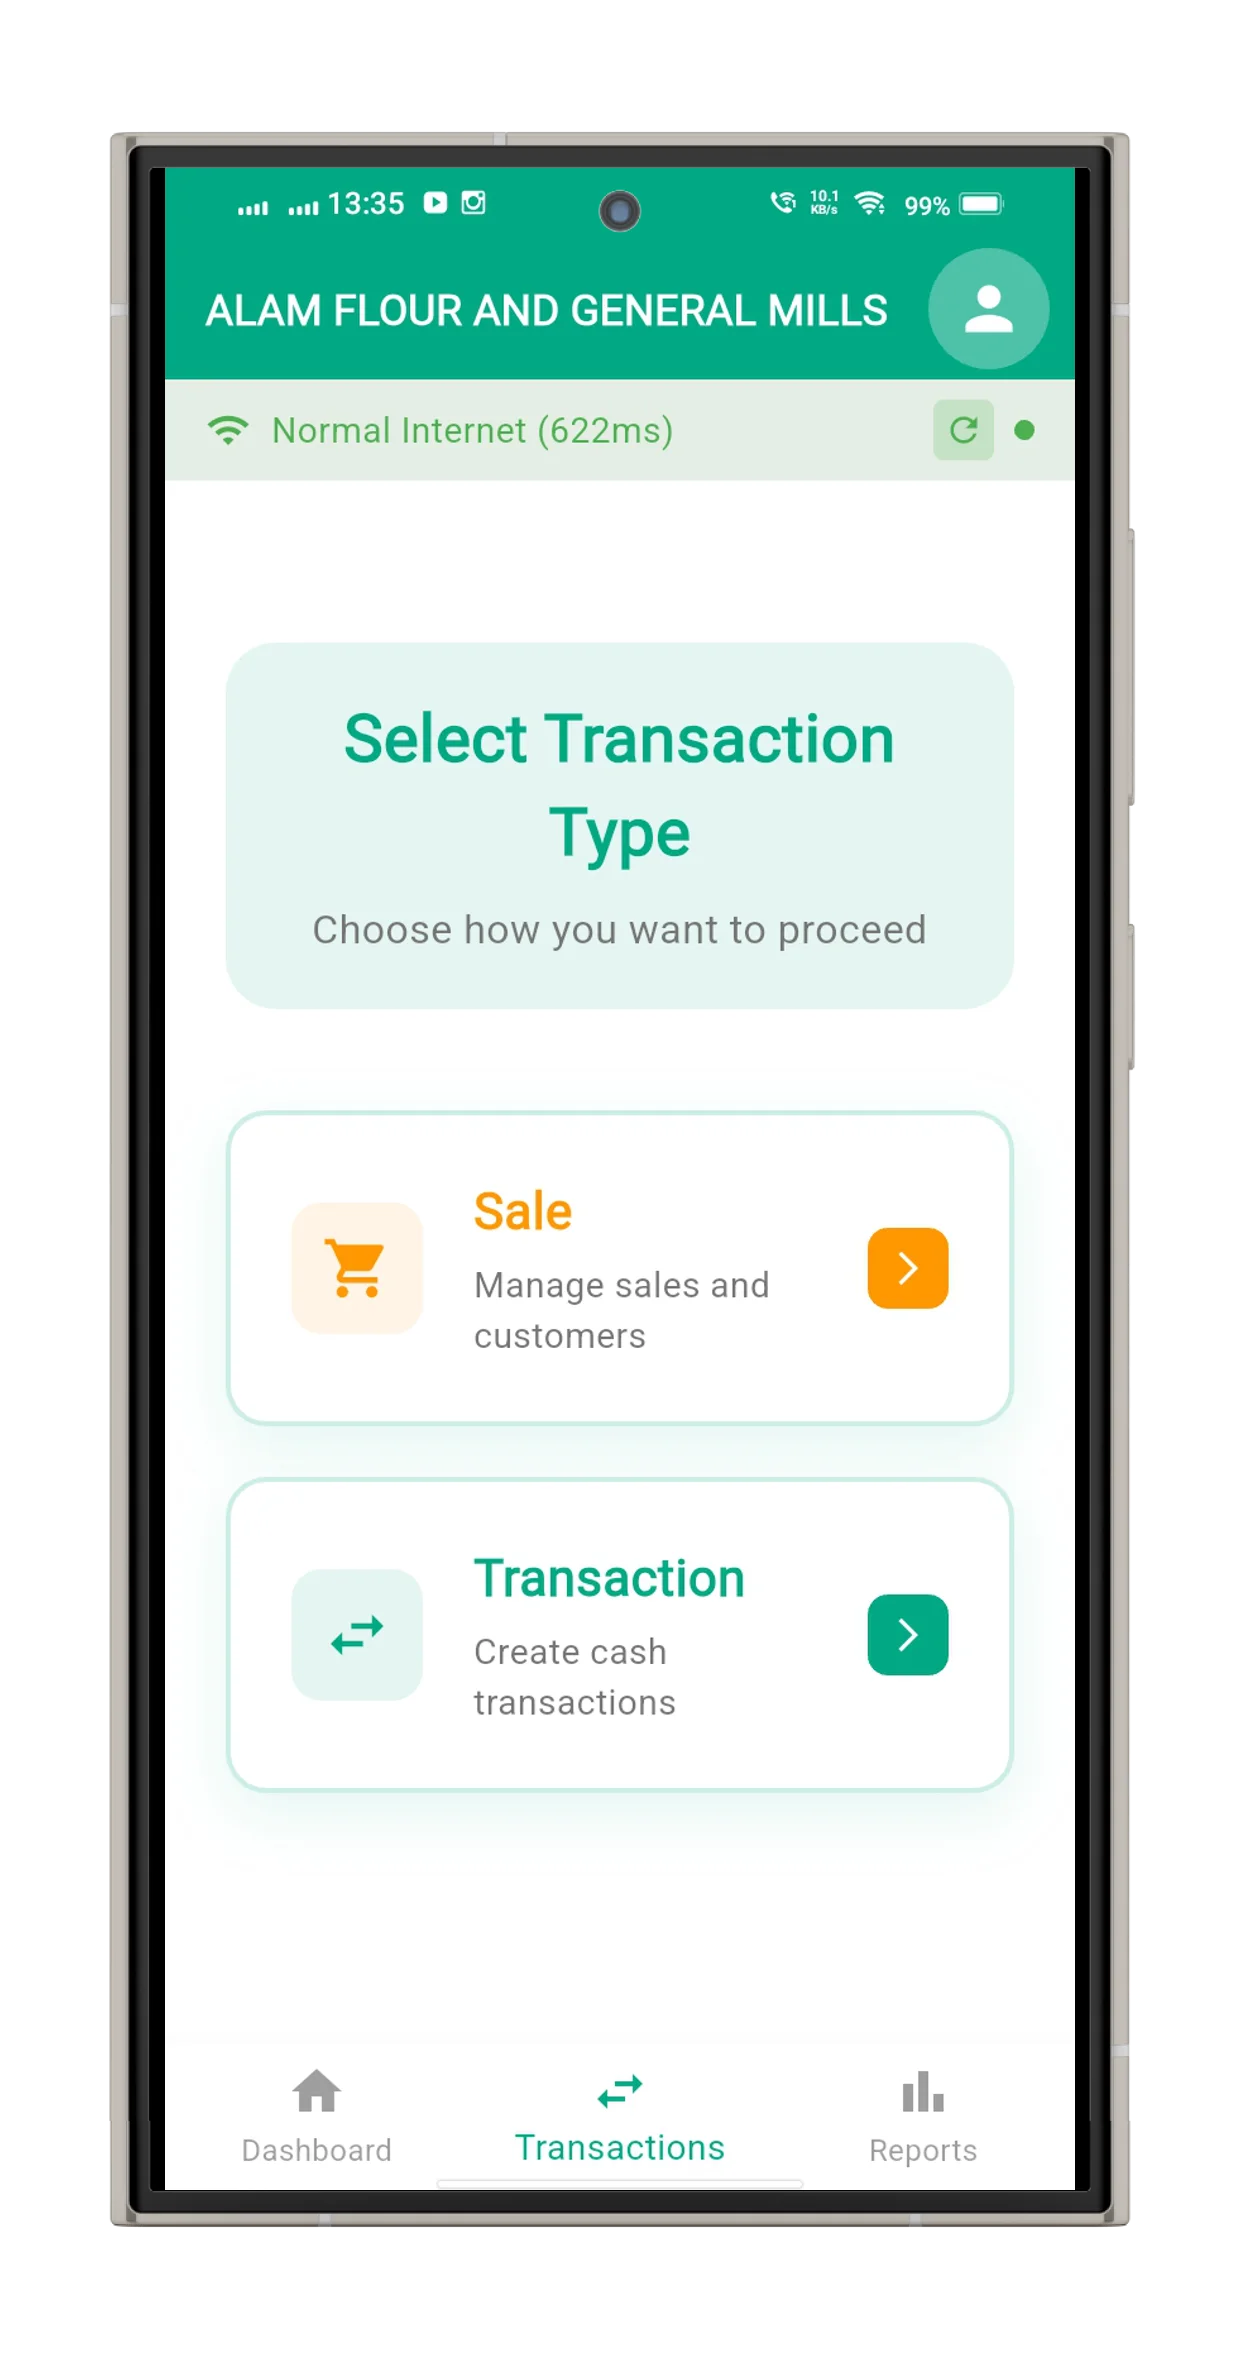 13:35
10.1
KB/s
99%
ALAM FLOUR AND GENERAL MILLS
Normal Internet (622ms)
Select Transaction
Type
Choose how you want to proceed
Sale
Manage sales and
customers
Transaction
Create cash
transactions
Dashboard
Transactions
Reports